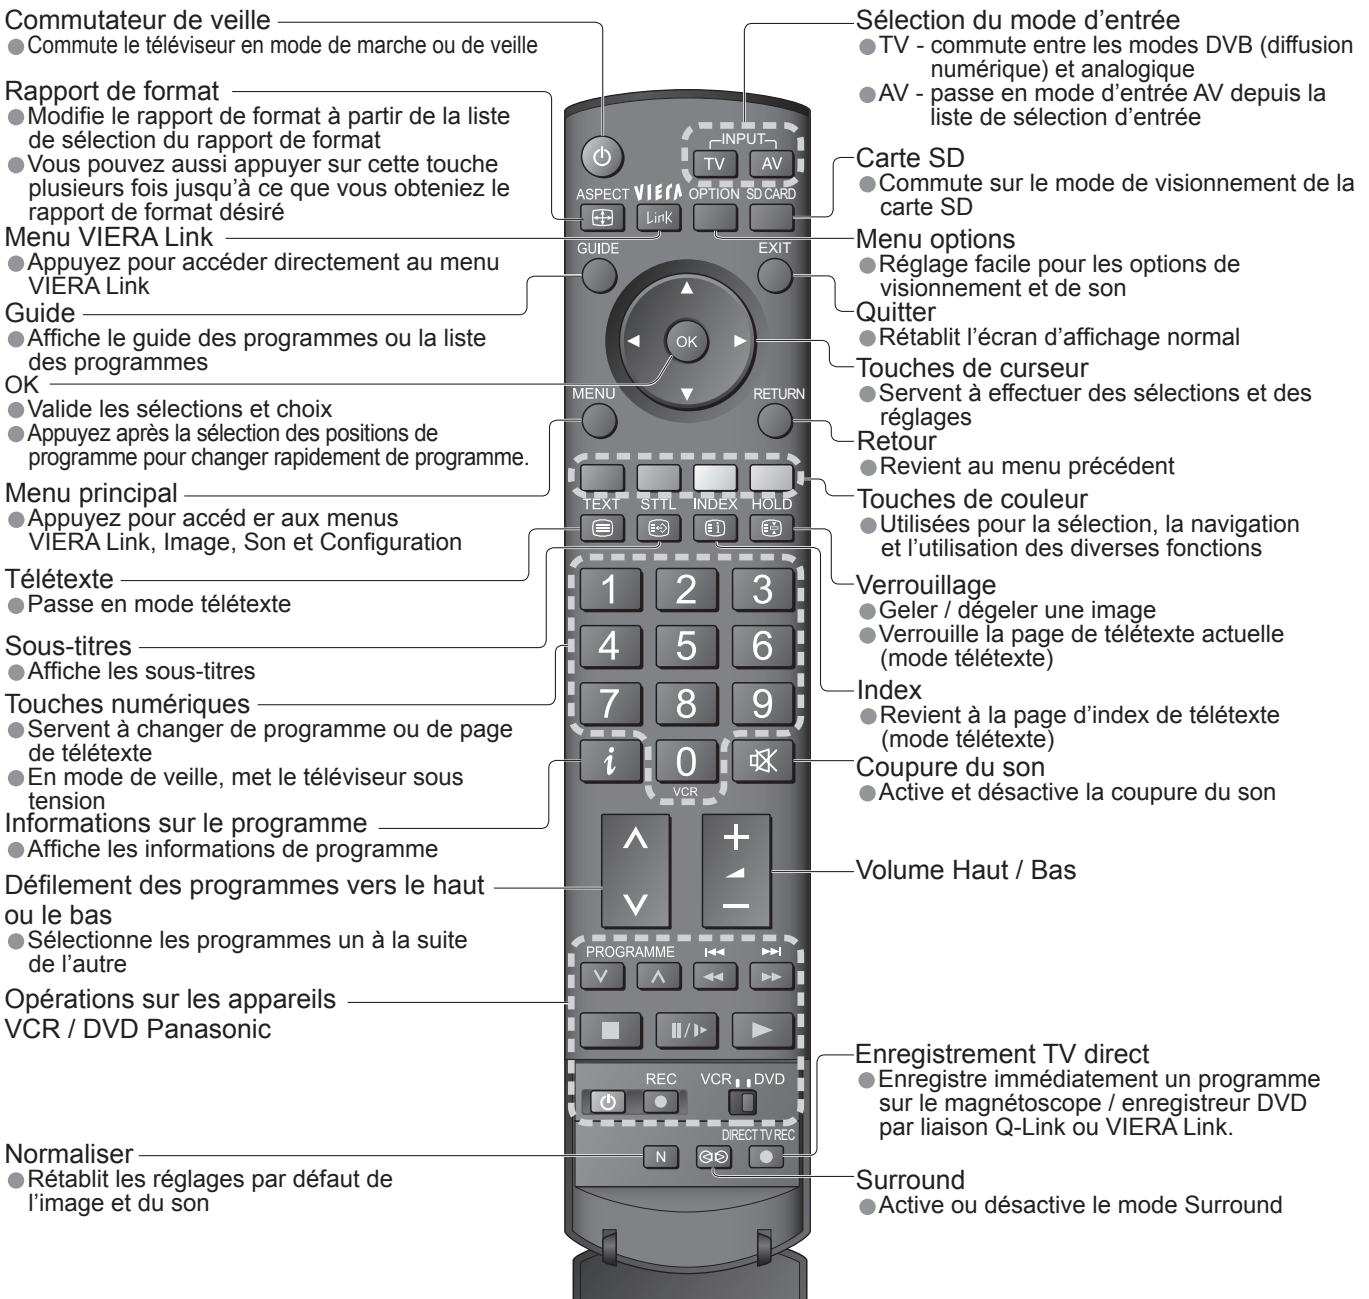 Commutateur de veille
●Commute le téléviseur en mode de marche ou de veille
Rapport de format
●Modifie le rapport de format à partir de la liste
de sélection du rapport de format
●Vous pouvez aussi appuyer sur cette touche
plusieurs fois jusqu'à ce que vous obteniez le
rapport de format désiré
Menu VIERA Link
●Appuyez pour accéder directement au menu
VIERA Link
Guide
●Affiche le guide des programmes ou la liste
des programmes
OK
●Valide les sélections et choix
●Appuyez après la sélection des positions de
programme pour changer rapidement de programme.
Menu principal
●Appuyez pour accéd er aux menus
VIERA Link, Image, Son et Configuration
Télétexte
●Passe en mode télétexte
Sous-titres
●Affiche les sous-titres
Touches numériques
●Servent à changer de programme ou de page
de télétexte
●En mode de veille, met le téléviseur sous
tension
Informations sur le programme
●Affiche les informations de programme
Défilement des programmes vers le haut
ou le bas
●Sélectionne les programmes un à la suite
de l'autre
Opérations sur les appareils
VCR / DVD Panasonic
Normaliser
●Rétablit les réglages par défaut de
l'image et du son
INPUT
TV AV
ASPECT VIERA OPTION SD CARD
Link
GUIDE EXIT
OK
MENU RETURN
TEXT STTL INDEX HOLD
1 2 3
4 5 6
7 8 9
i 0
VCR
PROGRAMME
REC VCR DVD
DIRECT TV REC
N
Sélection du mode d'entrée
●TV - commute entre les modes DVB (diffusion
numérique) et analogique
●AV - passe en mode d'entrée AV depuis la
liste de sélection d'entrée
Carte SD
●Commute sur le mode de visionnement de la
carte SD
Menu options
●Réglage facile pour les options de
visionnement et de son
Quitter
●Rétablit l'écran d'affichage normal
Touches de curseur
●Servent à effectuer des sélections et des
réglages
Retour
●Revient au menu précédent
Touches de couleur
●Utilisées pour la sélection, la navigation
et l'utilisation des diverses fonctions
Verrouillage
●Geler / dégeler une image
●Verrouille la page de télétexte actuelle
(mode télétexte)
Index
●Revient à la page d'index de télétexte
(mode télétexte)
Coupure du son
●Active et désactive la coupure du son
Volume Haut / Bas
Enregistrement TV direct
●Enregistre immédiatement un programme
sur le magnétoscope / enregistreur DVD
par liaison Q-Link ou VIERA Link.
Surround
●Active ou désactive le mode Surround